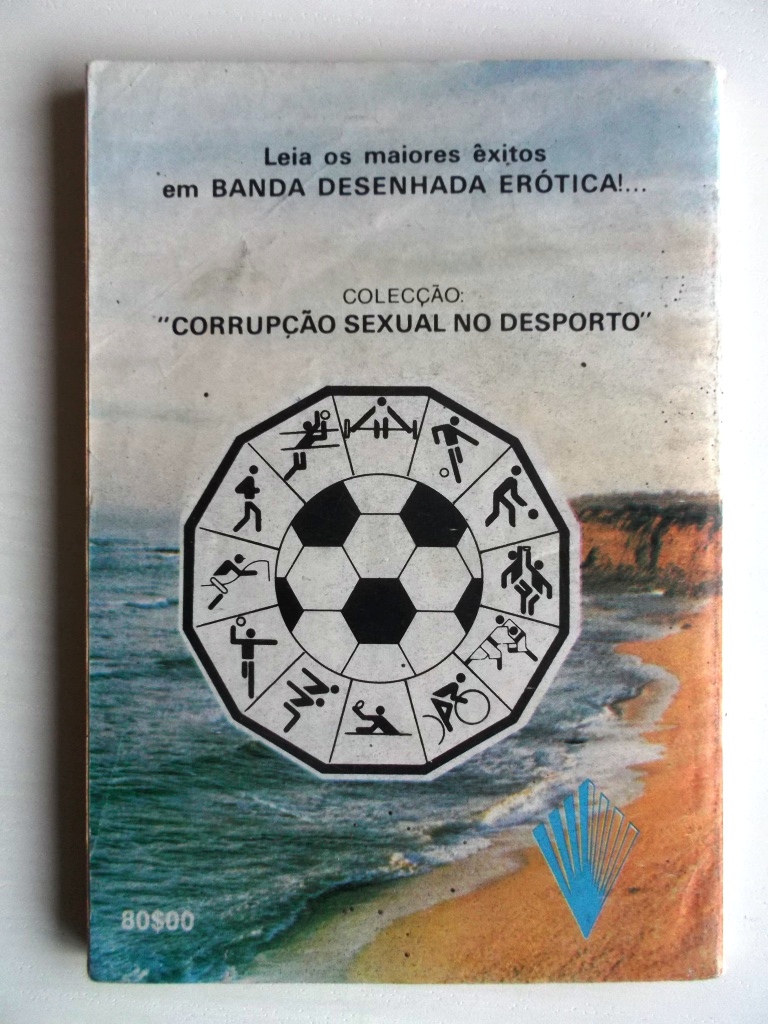 Leia os maiores êxitos
em BANDA DESENHADA ERÓTICA!...
COLECÇÃO:
"CORRUPÇÃO SEXUAL NO DESPORTO"
80$00